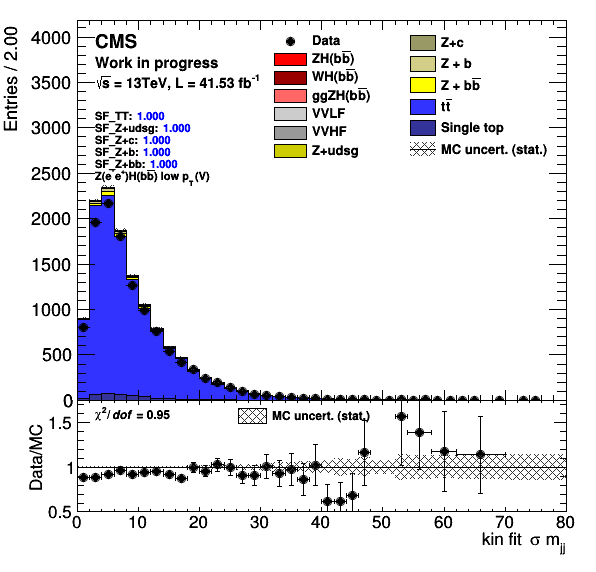 Entries / 2.00
4000
3500
3000
2500
2000
1500
1000
500
0
CMS
Work in progress
√s = 13TeV, L = 41.53 fb⁻¹
SF_TT: 1.000
SF_Z+udsg: 1.000
SF_Z+c: 1.000
SF_Z+b: 1.000
SF_Z+bb: 1.000
Z(e⁻e⁺)H(bb̅) low p_T(V)
Data
ZH(bb̅)
WH(bb̅)
ggZH(bb̅)
VVLF
VVHF
Z+udsg
Z+c
Z + b
Z + bb̅
tt̅
Single top
MC uncert. (stat.)
Data/MC
1.5
1
0.5
χ²/dof = 0.95
MC uncert. (stat.)
0 10 20 30 40 50 60 70 80
kin fit σ m_jj